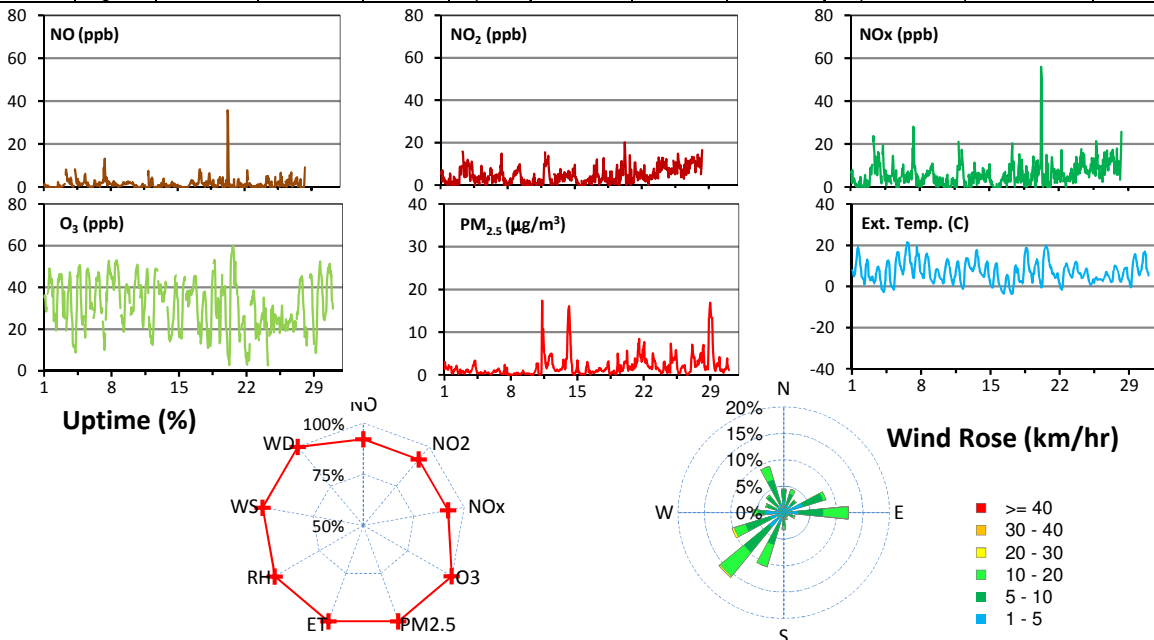 NO (ppb)
80
60
40
20
0
NO₂ (ppb)
80
60
40
20
0
NOx (ppb)
80
60
40
20
0
O₃ (ppb)
80
60
40
20
0
1 8 15 22 29
PM₂.₅ (µg/m³)
40
30
20
10
0
1 8 15 22 29
Ext. Temp. (C)
40
20
0
-20
-40
1 8 15 22 29
Uptime (%)
NO
NO2
NOx
O3
PM2.5
ET
RH
WS
WD
100%
75%
50%
Wind Rose (km/hr)
N
E
S
W
20%
15%
10%
5%
0%
>= 40
30 - 40
20 - 30
10 - 20
5 - 10
1 - 5